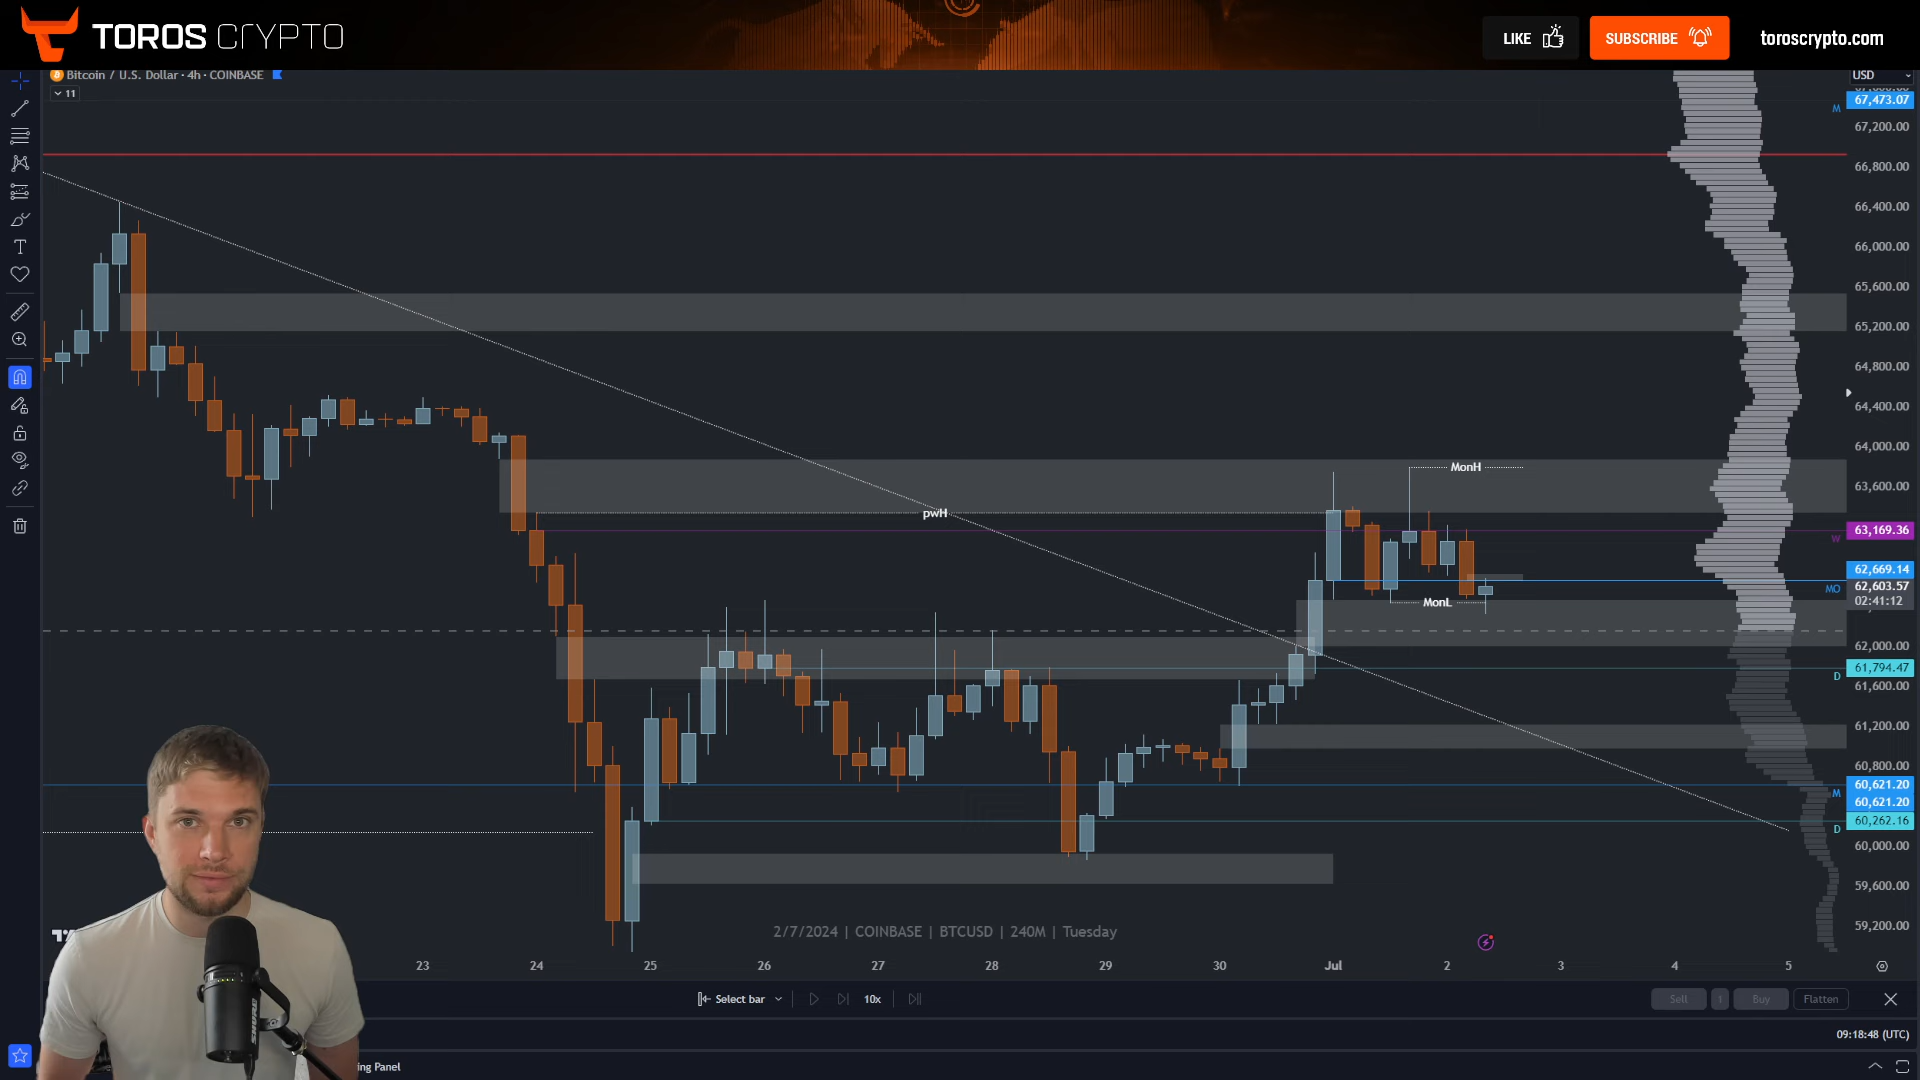 TOROS CrYPTO
LIKE
SUBSCRIBE
toroscrypto.com
Bitcoin / U.S. Dollar · 4h · COINBASE
11
USD
M
67,473.07
67,200.00
66,800.00
66,400.00
66,000.00
65,600.00
65,200.00
64,800.00
64,400.00
64,000.00
MonH
63,600.00
pwH
W
63,169.36
62,669.14
MO
62,603.57
02:41:12
MonL
62,000.00
61,794.47
D
61,600.00
61,200.00
60,800.00
60,621.20
M
60,621.20
60,262.16
D
60,000.00
59,600.00
59,200.00
2/7/2024 | COINBASE | BTCUSD | 240M | Tuesday
23 24 25 26 27 28 29 30 Jul 2 3 4 5
Select bar
10x
Sell 1 Buy Flatten
09:18:48 (UTC)
ing Panel